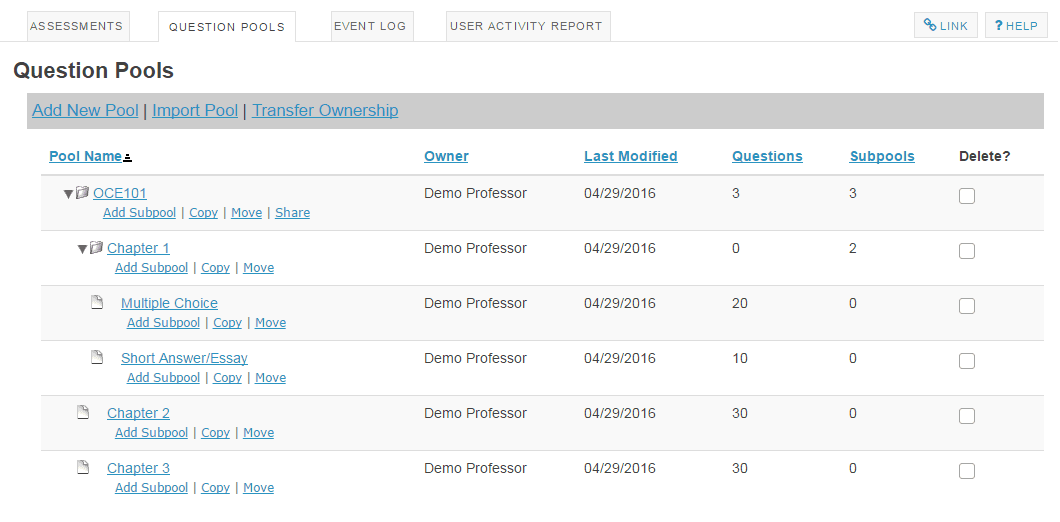 ASSESSMENTS QUESTION POOLS EVENT LOG USER ACTIVITY REPORT LINK ? HELP
Question Pools
Add New Pool | Import Pool | Transfer Ownership
Pool Name Owner Last Modified Questions Subpools Delete?
OCE101 Demo Professor 04/29/2016 3 3
Add Subpool | Copy | Move | Share
Chapter 1 Demo Professor 04/29/2016 0 2
Add Subpool | Copy | Move
Multiple Choice Demo Professor 04/29/2016 20 0
Add Subpool | Copy | Move
Short Answer/Essay Demo Professor 04/29/2016 10 0
Add Subpool | Copy | Move
Chapter 2 Demo Professor 04/29/2016 30 0
Add Subpool | Copy | Move
Chapter 3 Demo Professor 04/29/2016 30 0
Add Subpool | Copy | Move